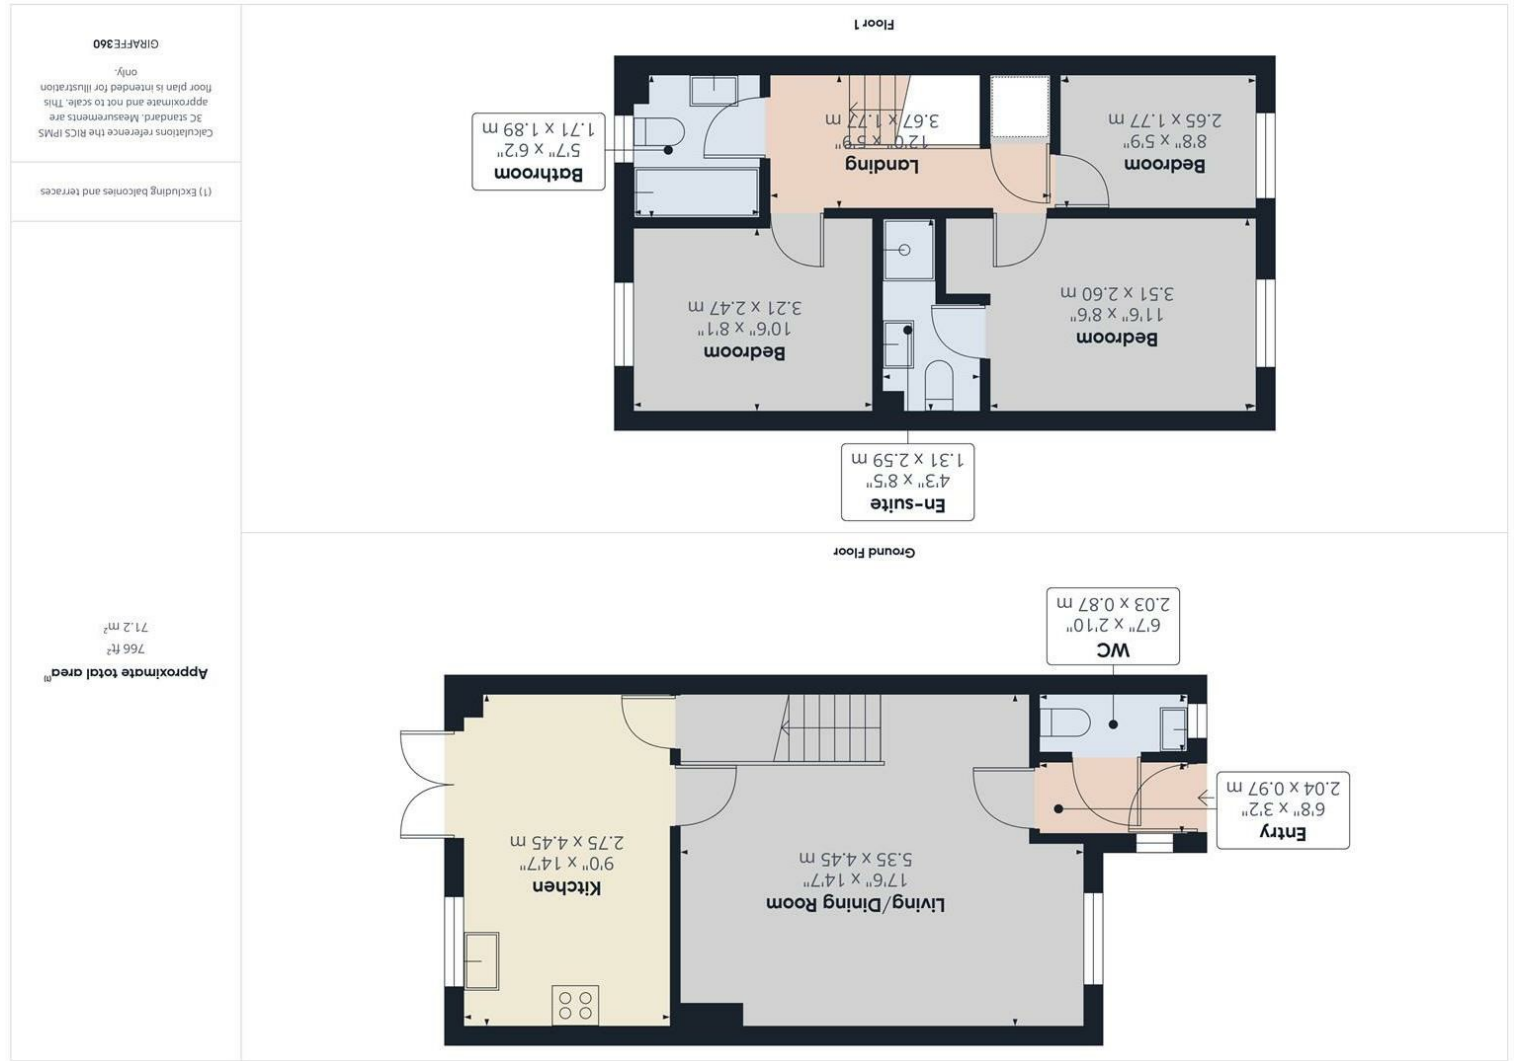 Approximate total area⁽¹⁾
766 ft²
71.2 m²
(1) Excluding balconies and terraces
Calculations reference the RICS IPMS
3C standard. Measurements are
approximate and not to scale. This
floor plan is intended for illustration
only.
GIRAFFE360
Entry
6'8" x 3'2"
2.04 x 0.97 m
WC
6'7" x 2'10"
2.03 x 0.87 m
Living/Dining Room
17'6" x 14'7"
5.35 x 4.45 m
Kitchen
9'0" x 14'7"
2.75 x 4.45 m
Ground Floor
En-suite
4'3" x 8'5"
1.31 x 2.59 m
Bedroom
11'6" x 8'6"
3.51 x 2.60 m
Bedroom
10'6" x 8'1"
3.21 x 2.47 m
Bedroom
8'8" x 5'9"
2.65 x 1.77 m
Landing
12'0" x 5'9"
3.67 x 1.77 m
Bathroom
5'7" x 6'2"
1.71 x 1.89 m
Floor 1